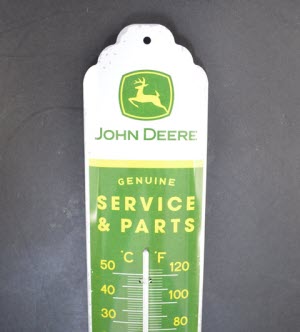 JOHN DEERE
GENUINE
SERVICE
& PARTS
°C °F
50 120
40 100
30 80